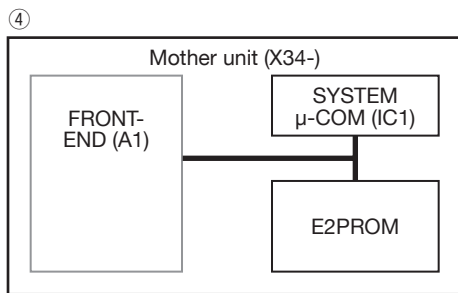 ④
Mother unit (X34-)
FRONT-
END (A1)
SYSTEM
µ-COM (IC1)
E2PROM